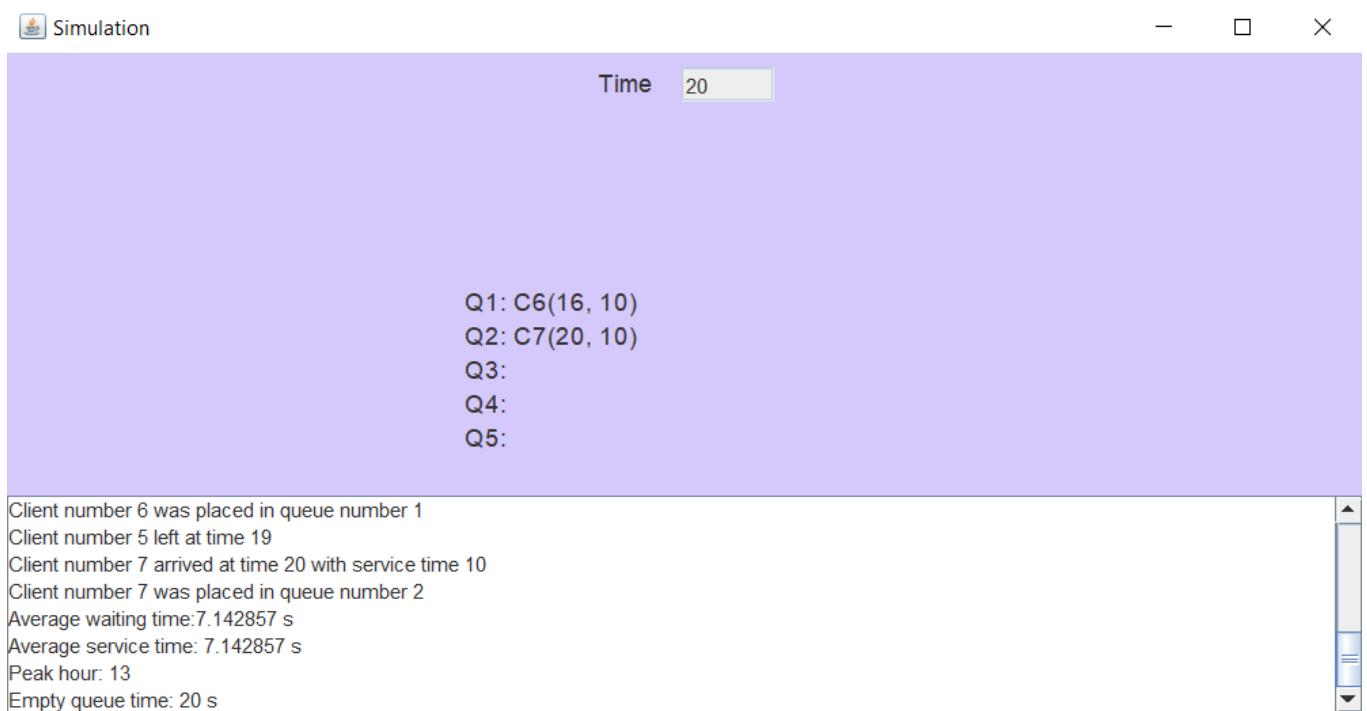 Simulation
Time 20
Q1: C6(16, 10)
Q2: C7(20, 10)
Q3:
Q4:
Q5:
Client number 6 was placed in queue number 1
Client number 5 left at time 19
Client number 7 arrived at time 20 with service time 10
Client number 7 was placed in queue number 2
Average waiting time:7.142857 s
Average service time: 7.142857 s
Peak hour: 13
Empty queue time: 20 s